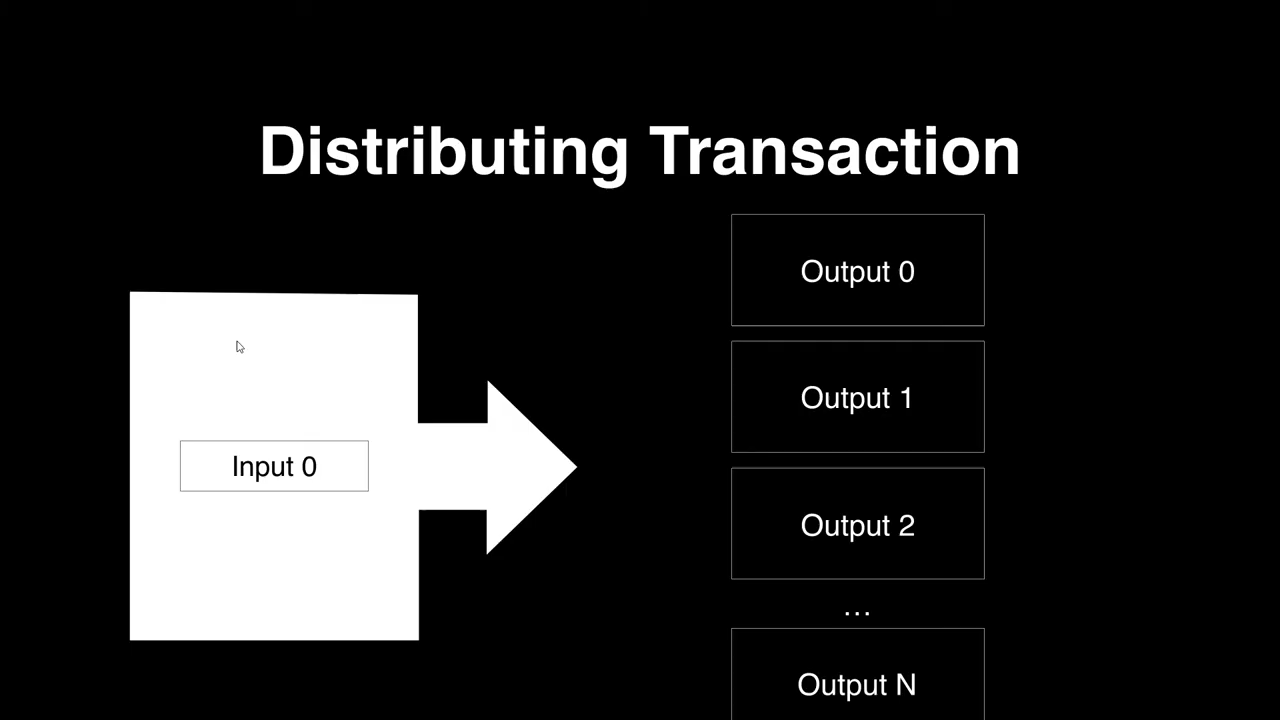 Distributing Transaction
Input 0
Output 0
Output 1
Output 2
...
Output N